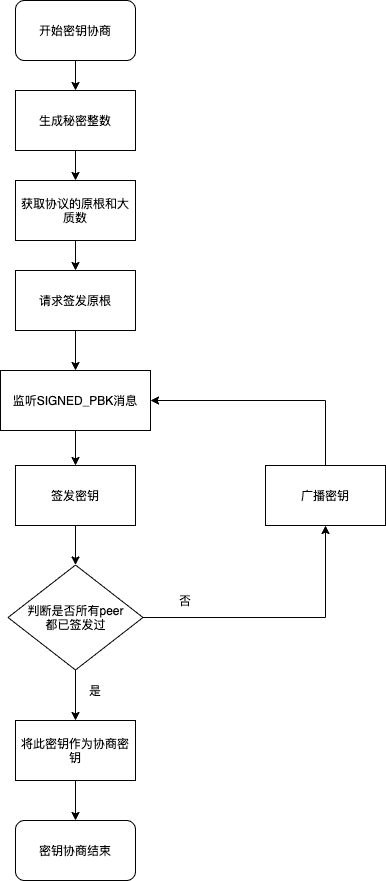 开始密钥协商
生成秘密整数
获取协议的原根和大
质数
请求签发原根
监听SIGNED_PBK消息
签发密钥
广播密钥
判断是否所有peer
都已签发过
否
是
将此密钥作为协商密
钥
密钥协商结束